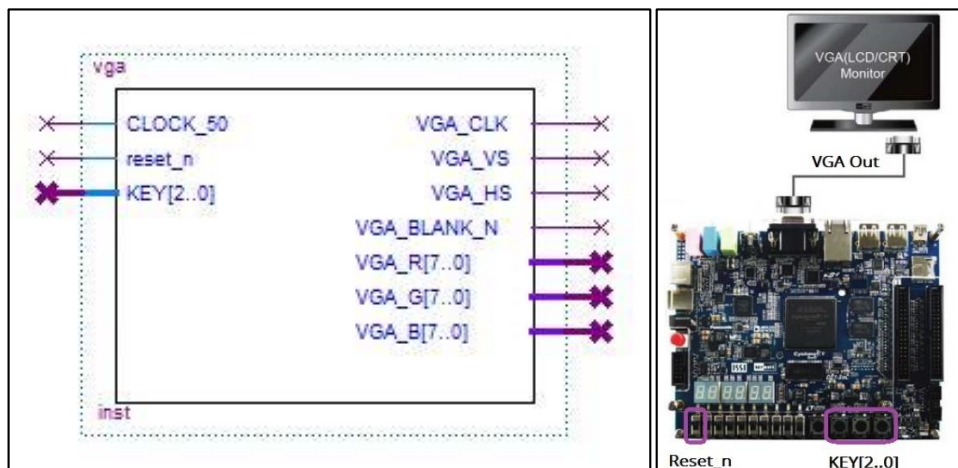 vga
CLOCK_50
reset_n
KEY[2..0]
VGA_CLK
VGA_VS
VGA_HS
VGA_BLANK_N
VGA_R[7..0]
VGA_G[7..0]
VGA_B[7..0]
inst
VGA(LCD/CRT)
Monitor
VGA Out
Reset_n
KEY[2..0]